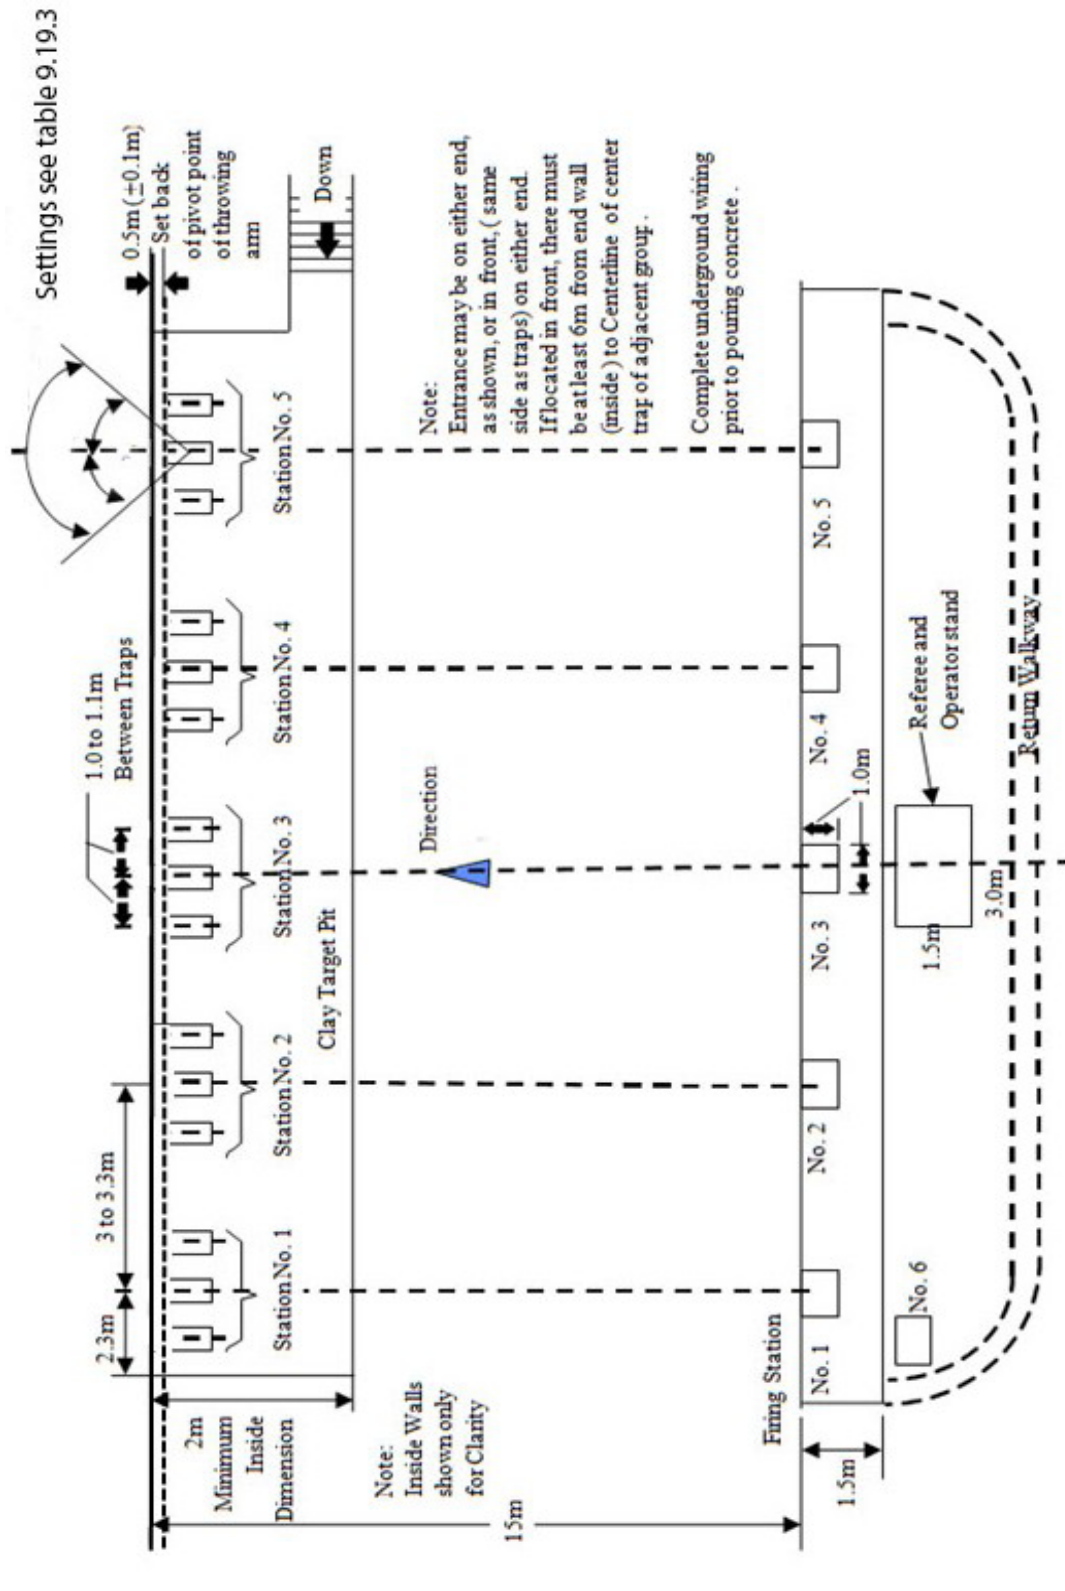 Settings see table 9.19.3
0.5m (±0.1m)
Set back
of pivot point
of throwing
arm
Down
1.0 to 1.1m
Between Traps
3 to 3.3m
2.3m
Station No. 1
Station No. 2
Station No. 3
Station No. 4
Station No. 5
Clay Target Pit
2m
Minimum
Inside
Dimension
Note:
Inside Walls
shown only
for Clarity
Direction
Note:
Entrance may be on either end,
as shown, or in front, ( same
side as traps) on either end.
If located in front, there must
be at least 6m from end wall
(inside ) to Centerline of center
trap of adjacent group.
Complete underground wiring
prior to pouring concrete .
15m
Firing Station
No. 1
No. 2
No. 3
No. 4
No. 5
1.0m
1.5m
No. 6
1.5m
3.0m
Referee and
Operator stand
Return Walkway